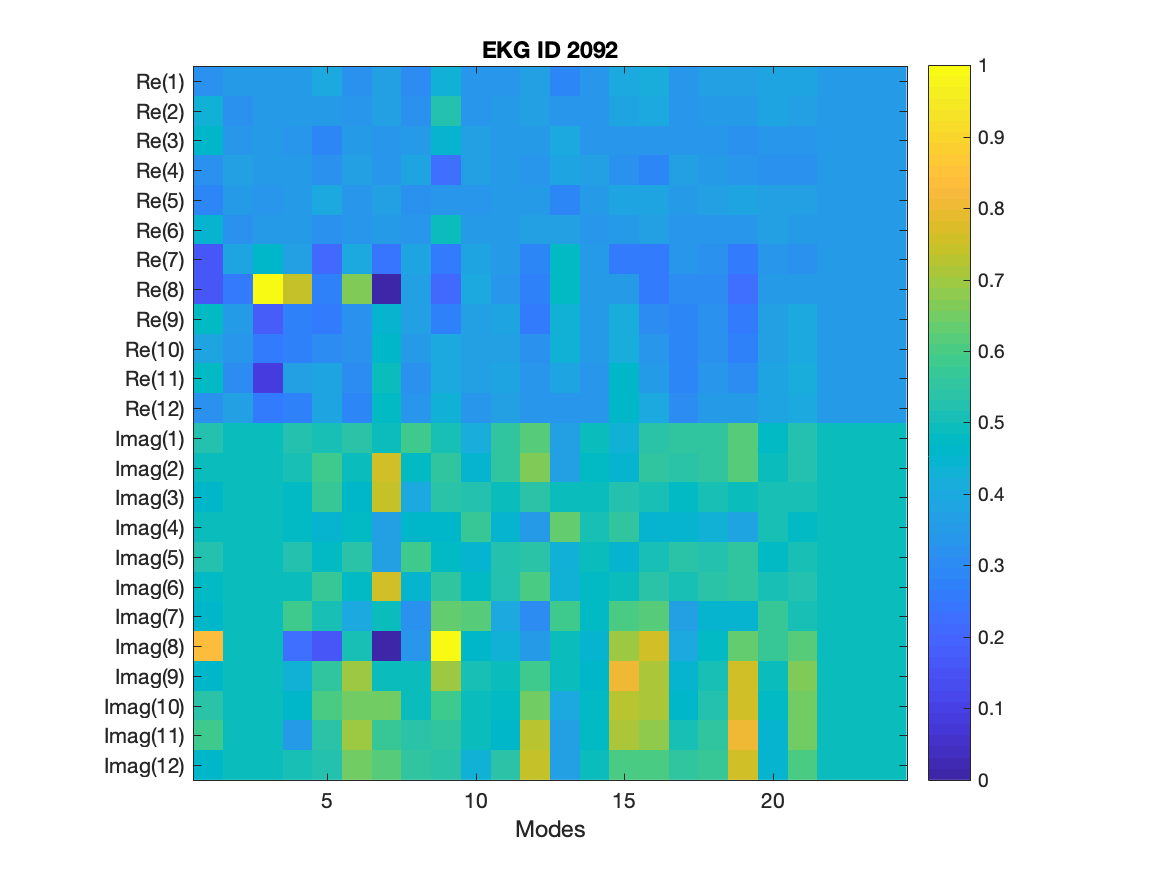 EKG ID 2092
Re(1)
Re(2)
Re(3)
Re(4)
Re(5)
Re(6)
Re(7)
Re(8)
Re(9)
Re(10)
Re(11)
Re(12)
Imag(1)
Imag(2)
Imag(3)
Imag(4)
Imag(5)
Imag(6)
Imag(7)
Imag(8)
Imag(9)
Imag(10)
Imag(11)
Imag(12)
5 10 15 20
Modes
1
0.9
0.8
0.7
0.6
0.5
0.4
0.3
0.2
0.1
0